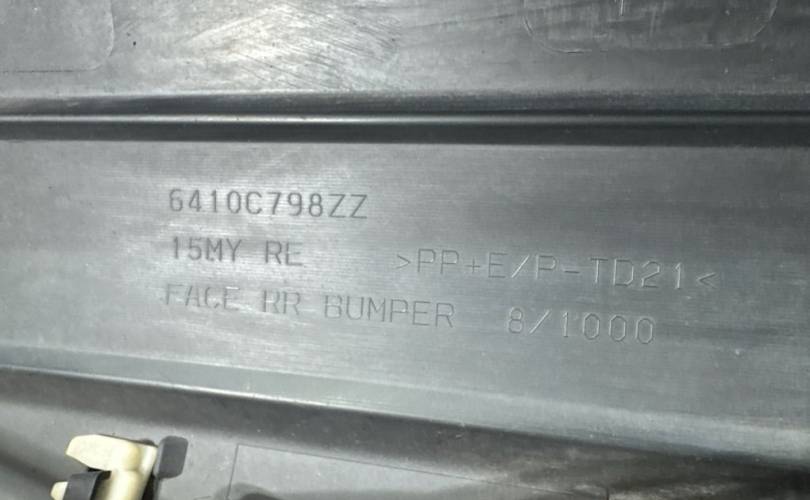 6410C798ZZ
15MY RE >PP+E/P-TD21<
FACE RR BUMPER 8/1000